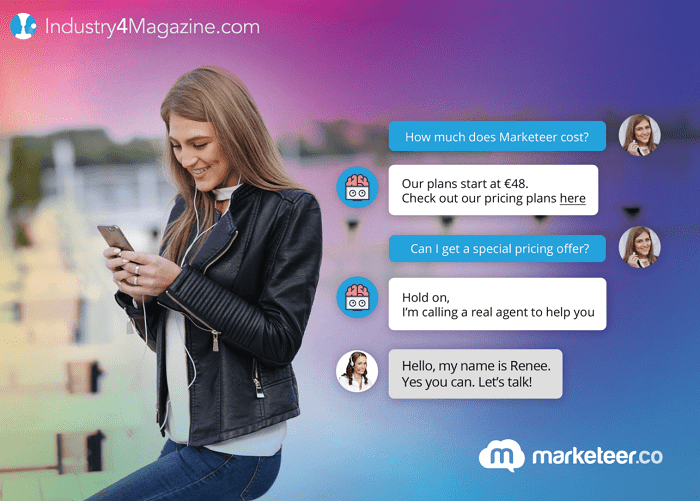 Industry4Magazine.com
How much does Marketeer cost?
Our plans start at €48.
Check out our pricing plans here
Can I get a special pricing offer?
Hold on,
I'm calling a real agent to help you
Hello, my name is Renee.
Yes you can. Let's talk!
m marketeer.co